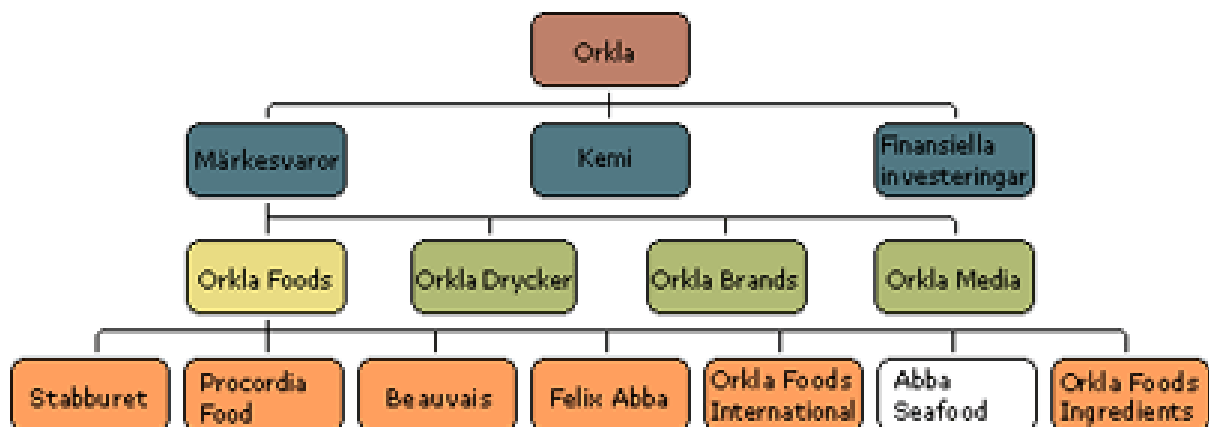 Orkla
Märkesvaror
Kemi
Finansiella
investeringar
Orkla Foods
Orkla Drycker
Orkla Brands
Orkla Media
Stabburet
Procordia
Food
Beauvais
Felix Abba
Orkla Foods
International
Abba
Seafood
Orkla Foods
Ingredients